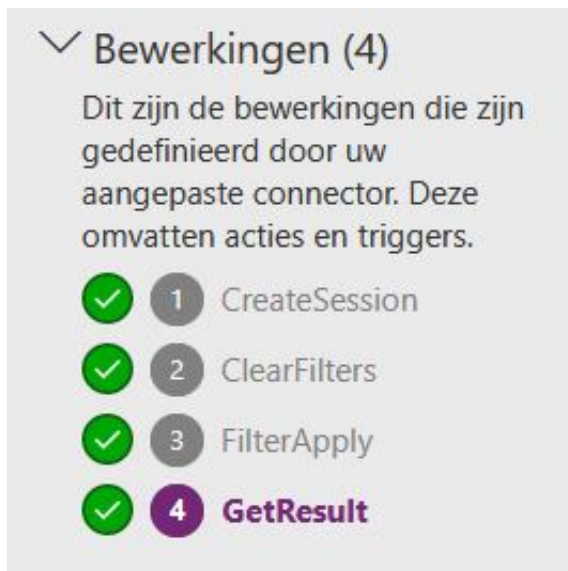 Bewerkingen (4)
Dit zijn de bewerkingen die zijn
gedefinieerd door uw
aangepaste connector. Deze
omvatten acties en triggers.
1 CreateSession
2 ClearFilters
3 FilterApply
4 GetResult